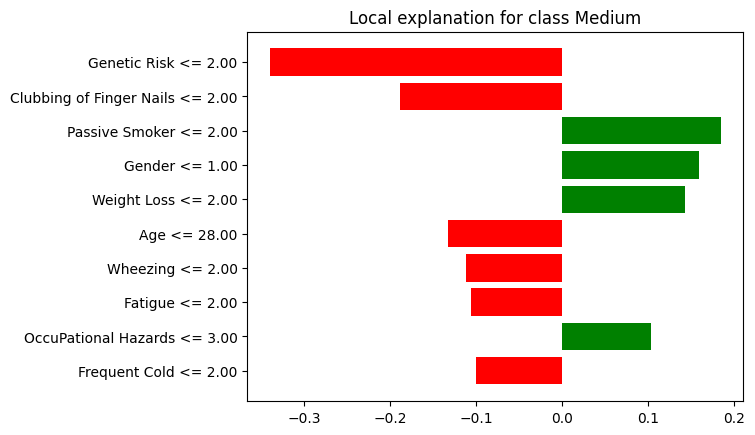 Local explanation for class Medium
Genetic Risk <= 2.00
Clubbing of Finger Nails <= 2.00
Passive Smoker <= 2.00
Gender <= 1.00
Weight Loss <= 2.00
Age <= 28.00
Wheezing <= 2.00
Fatigue <= 2.00
OccuPational Hazards <= 3.00
Frequent Cold <= 2.00
−0.3 −0.2 −0.1 0.0 0.1 0.2